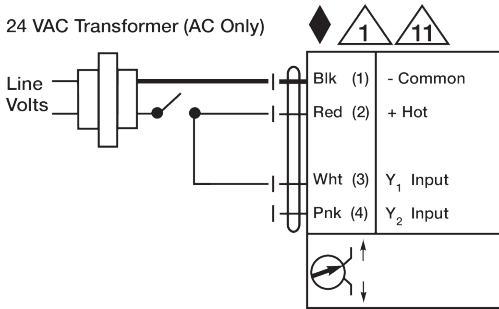 24 VAC Transformer (AC Only)
1
11
Line
Volts
Blk (1) - Common
Red (2) + Hot
Wht (3) Y1 Input
Pnk (4) Y2 Input